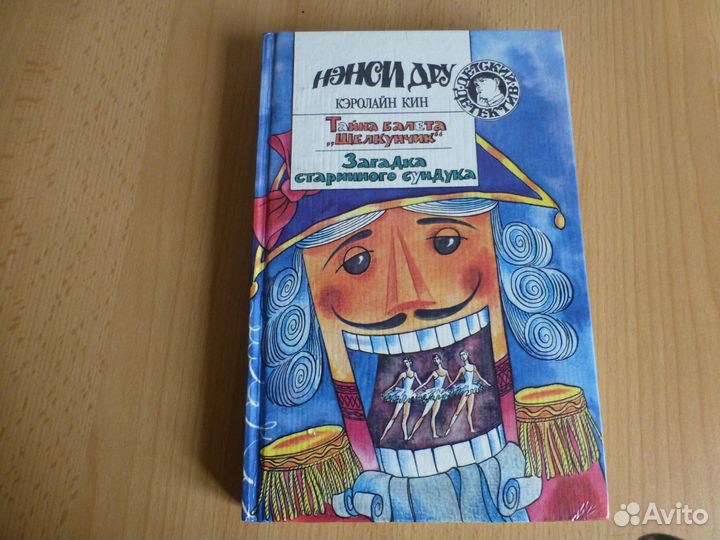 НЭНСИ ДРУ
КЭРОЛАЙН КИН
ТАЙНА БАЛЕТА
„ЩЕЛКУНЧИК“
ЗАГАДКА
СТАРИННОГО СУНДУКА
ДЕТСКИЙ ДЕТЕКТИВ
Avito